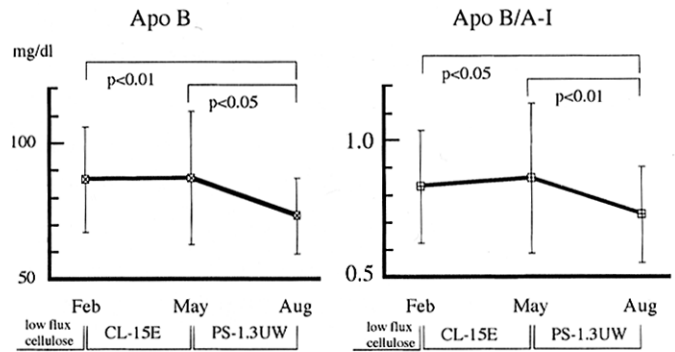 Apo B
mg/dl
p<0.01
p<0.05
100
50
Feb May Aug
low flux
cellulose
CL-15E
PS-1.3UW
Apo B/A-I
p<0.05
p<0.01
1.0
0.5
Feb May Aug
low flux
cellulose
CL-15E
PS-1.3UW